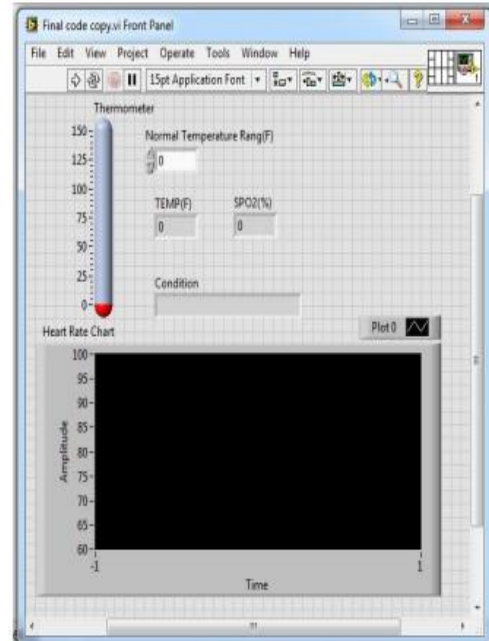 Final code copy.vi Front Panel
File Edit View Project Operate Tools Window Help
15pt Application Font
Thermometer
150
125
100
75
50
25
0
Normal Temperature Rang(F)
0
TEMP(F) SPO2(%)
0 0
Condition
Heart Rate Chart
Plot 0
Amplitude
100
95
90
85
80
75
70
65
60
-1 1
Time